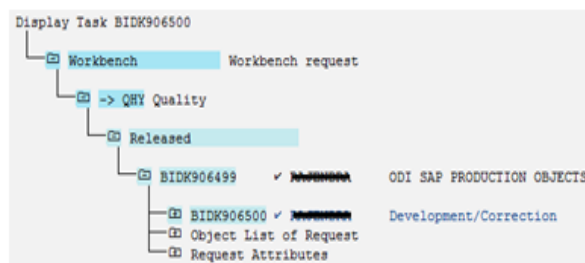 Display Task BIDK906500
Workbench Workbench request
-> QHY Quality
Released
BIDK906499 ODI SAP PRODUCTION OBJECTS
BIDK906500 Development/Correction
Object List of Request
Request Attributes